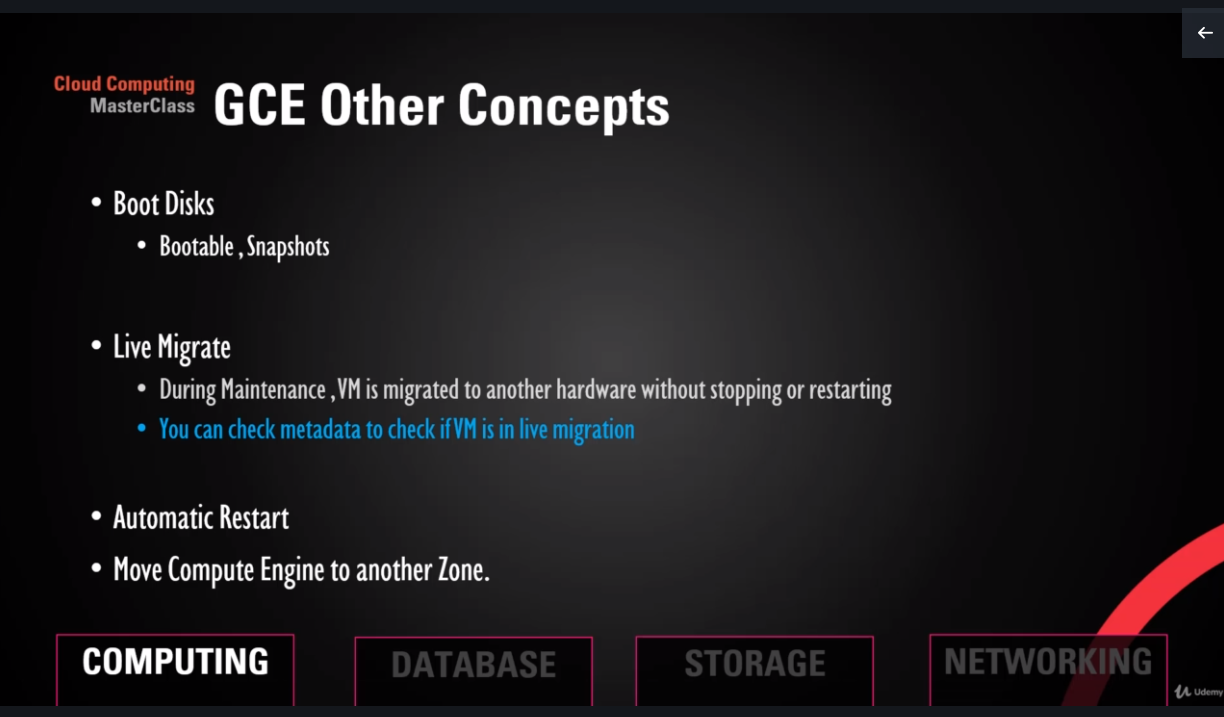 Cloud Computing
MasterClass
GCE Other Concepts
• Boot Disks
• Bootable , Snapshots
• Live Migrate
• During Maintenance , VM is migrated to another hardware without stopping or restarting
• You can check metadata to check if VM is in live migration
• Automatic Restart
• Move Compute Engine to another Zone.
COMPUTING
DATABASE
STORAGE
NETWORKING
Udemy